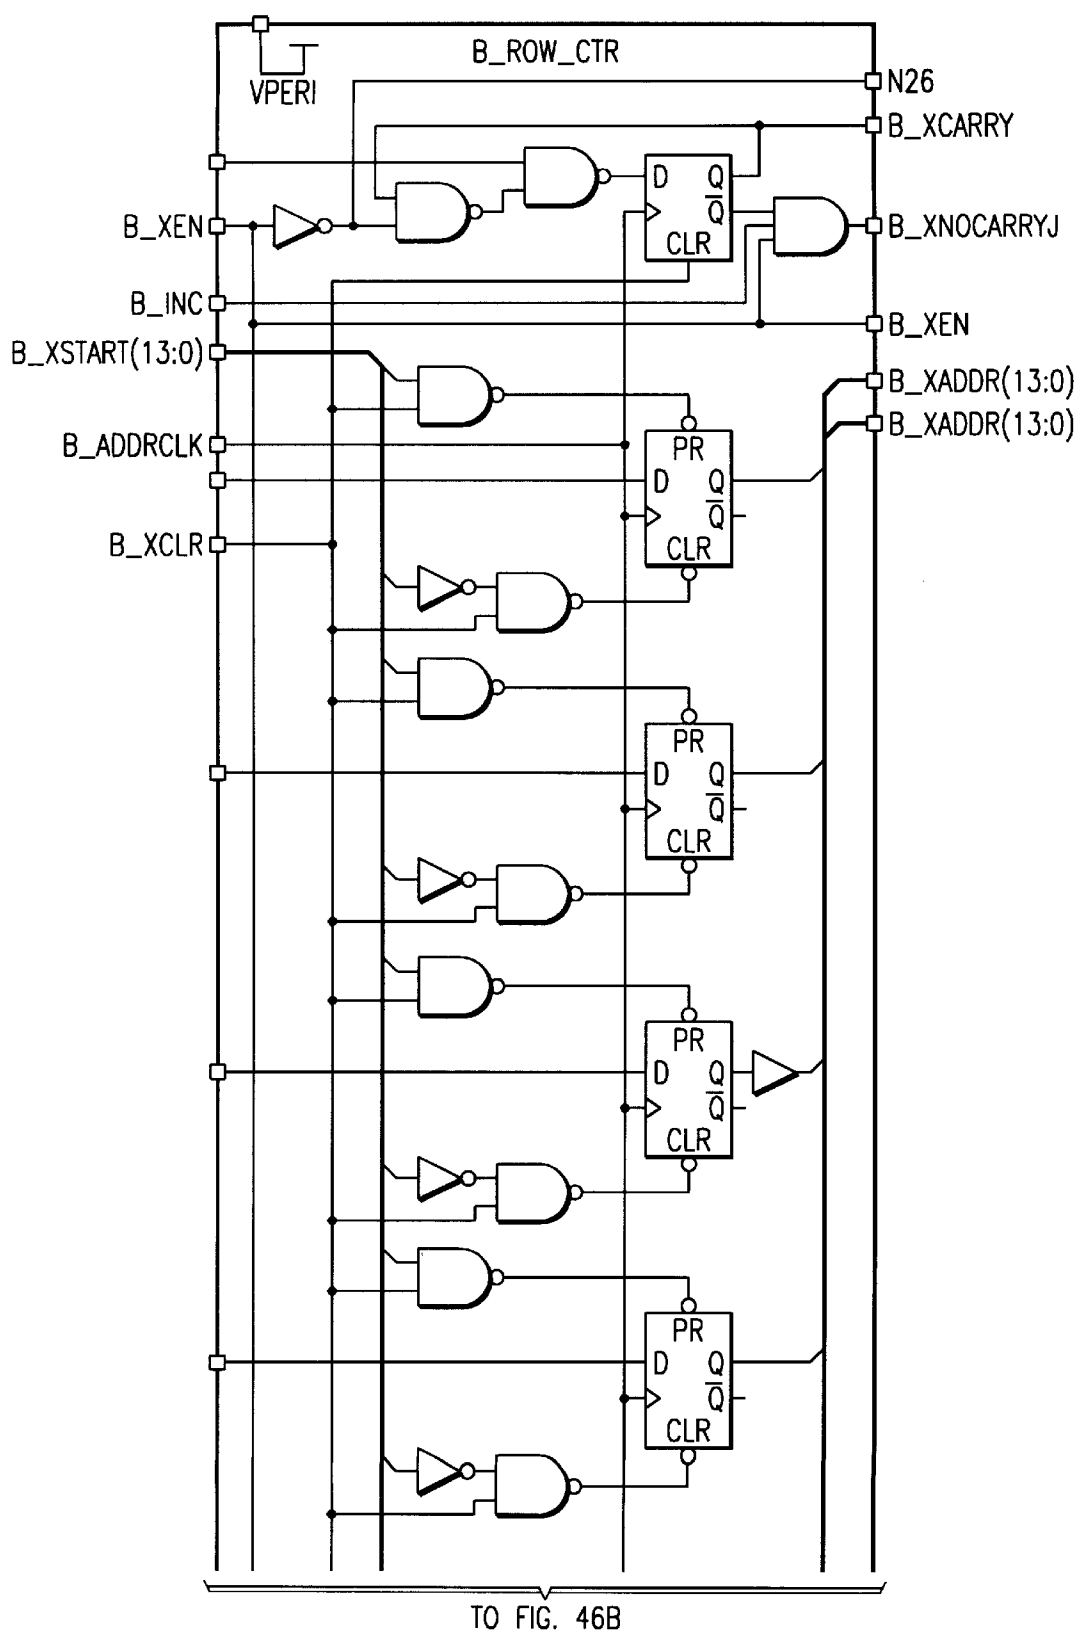 B_ROW_CTR
VPERI
N26
B_XCARRY
D Q
Q
CLR
B_XEN
B_XNOCARRYJ
B_INC
B_XEN
B_XSTART(13:0)
B_XADDR(13:0)
B_XADDR(13:0)
B_ADDRCLK
PR
D Q
Q
CLR
B_XCLR
PR
D Q
Q
CLR
PR
D Q
Q
CLR
PR
D Q
Q
CLR
TO FIG. 46B